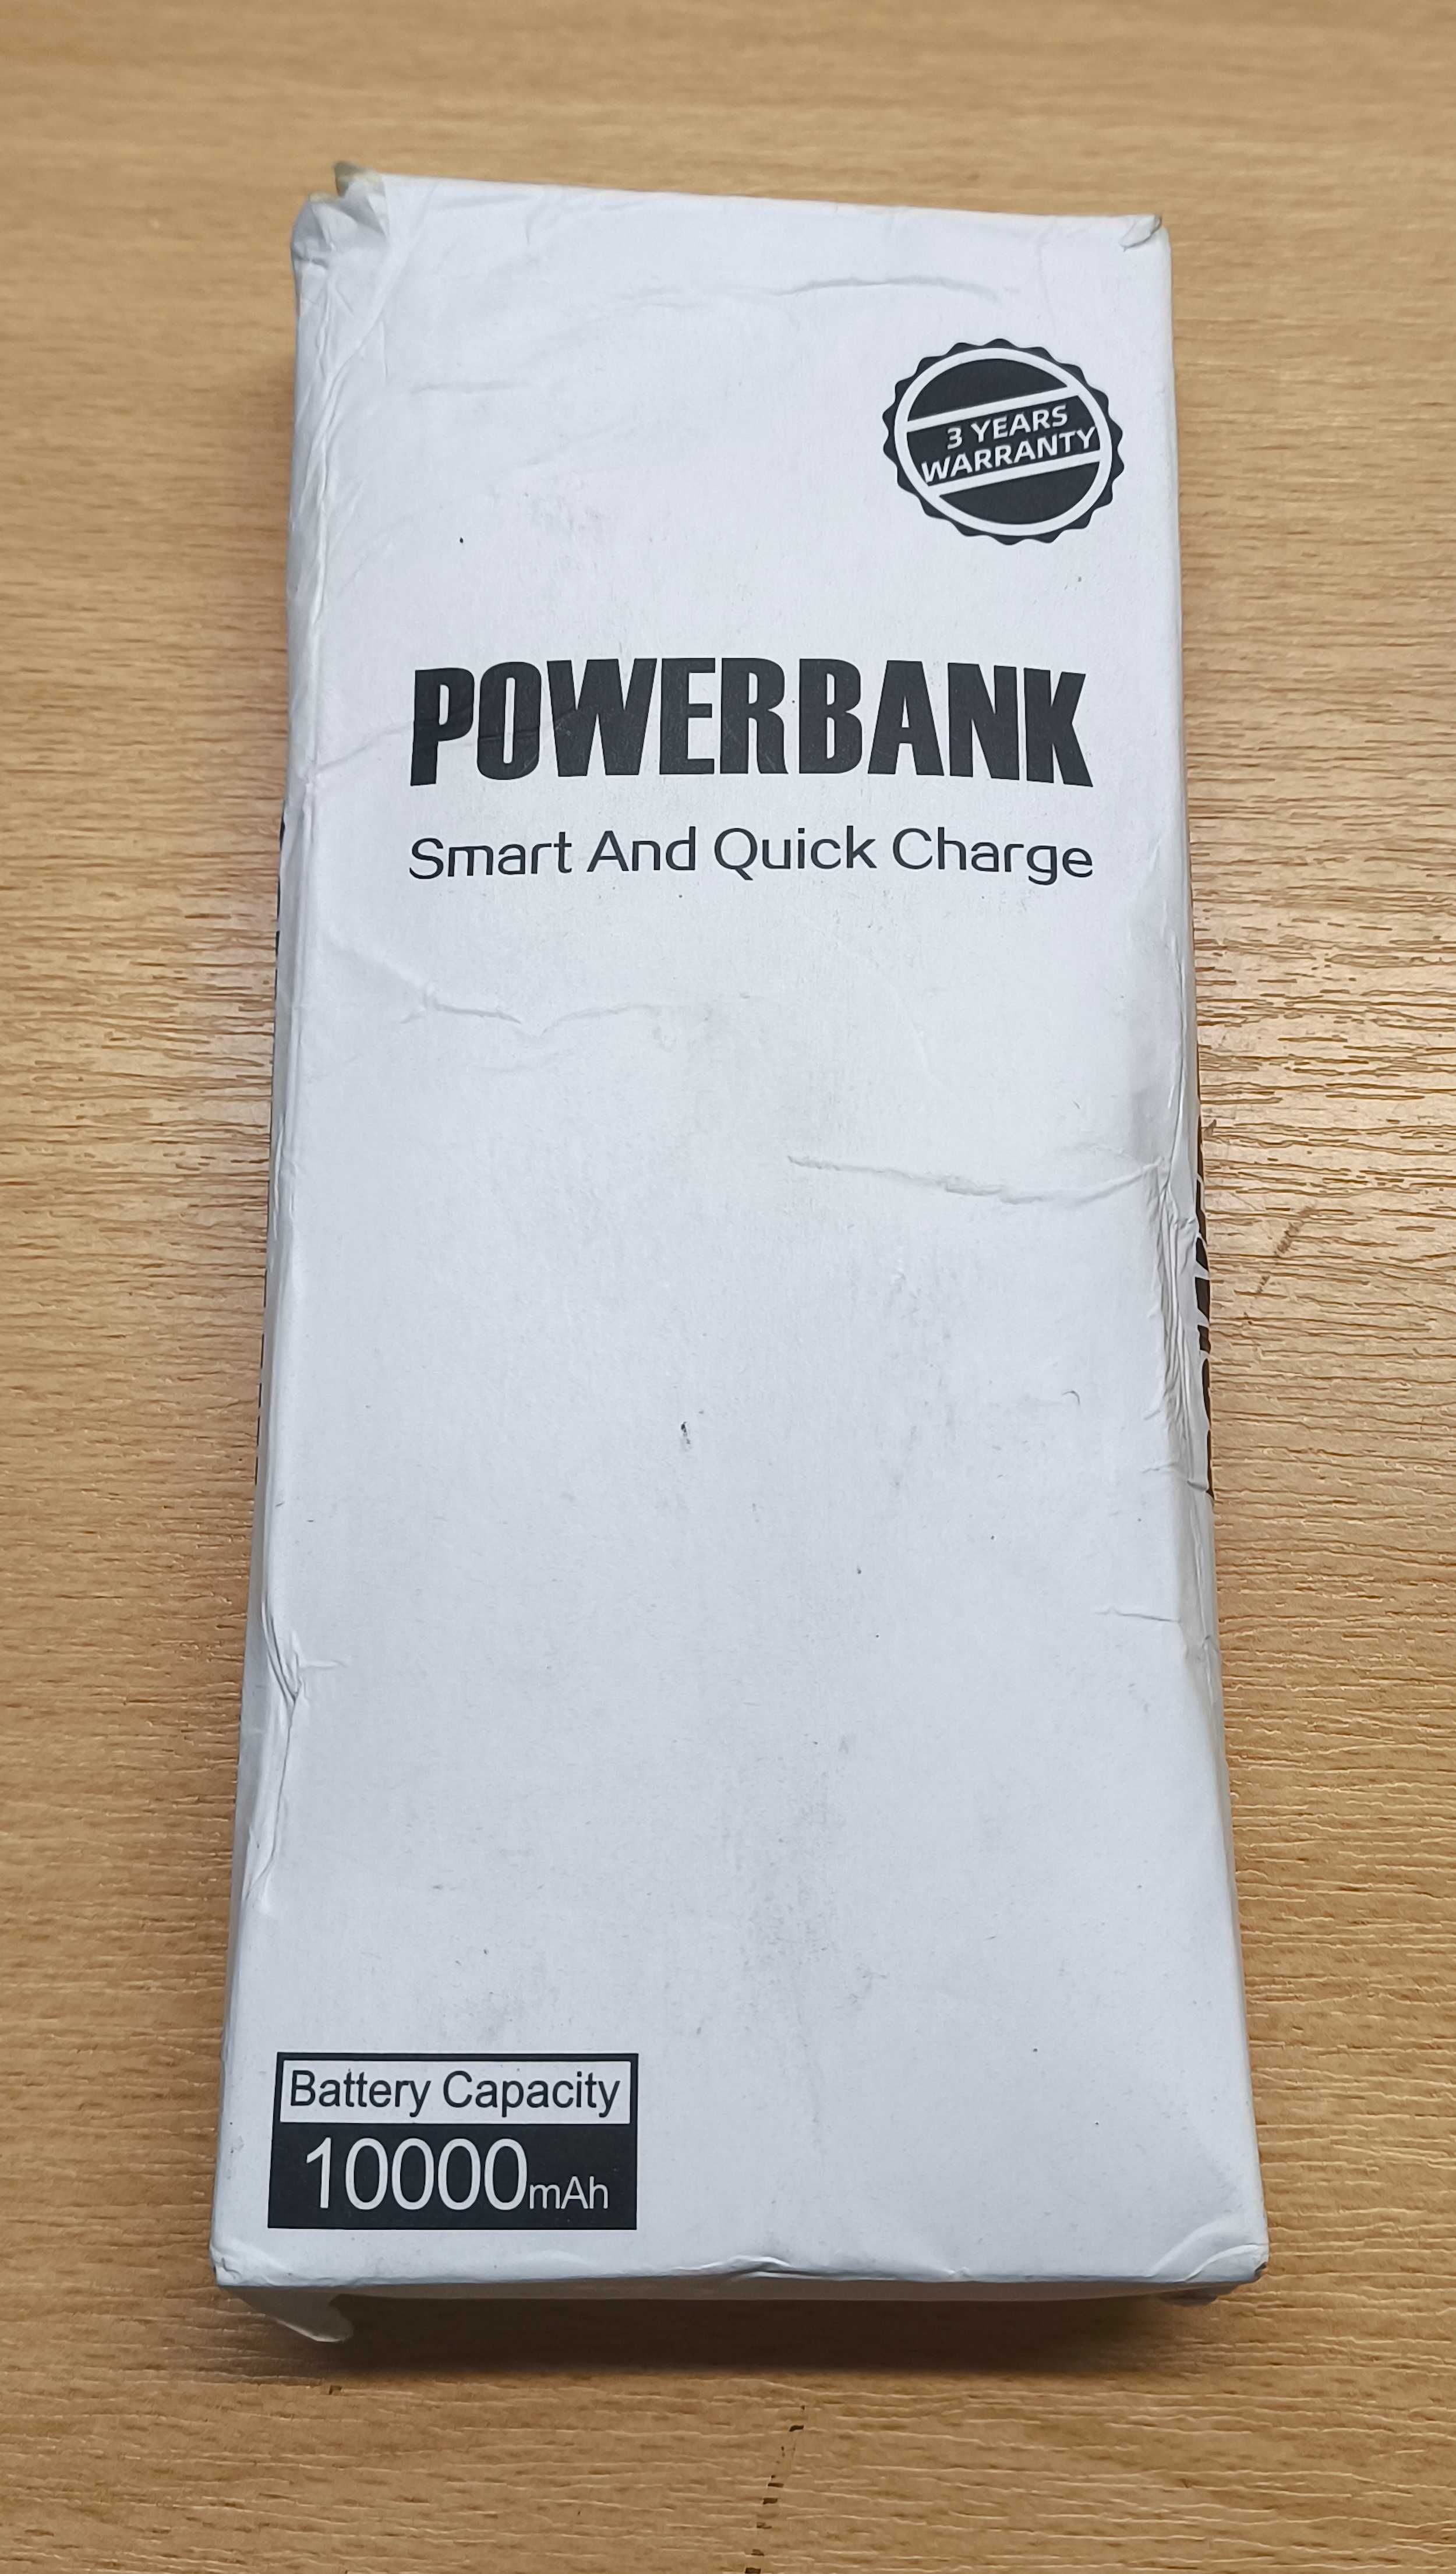 3 YEARS
WARRANTY
POWERBANK
Smart And Quick Charge
Battery Capacity
10000mAh